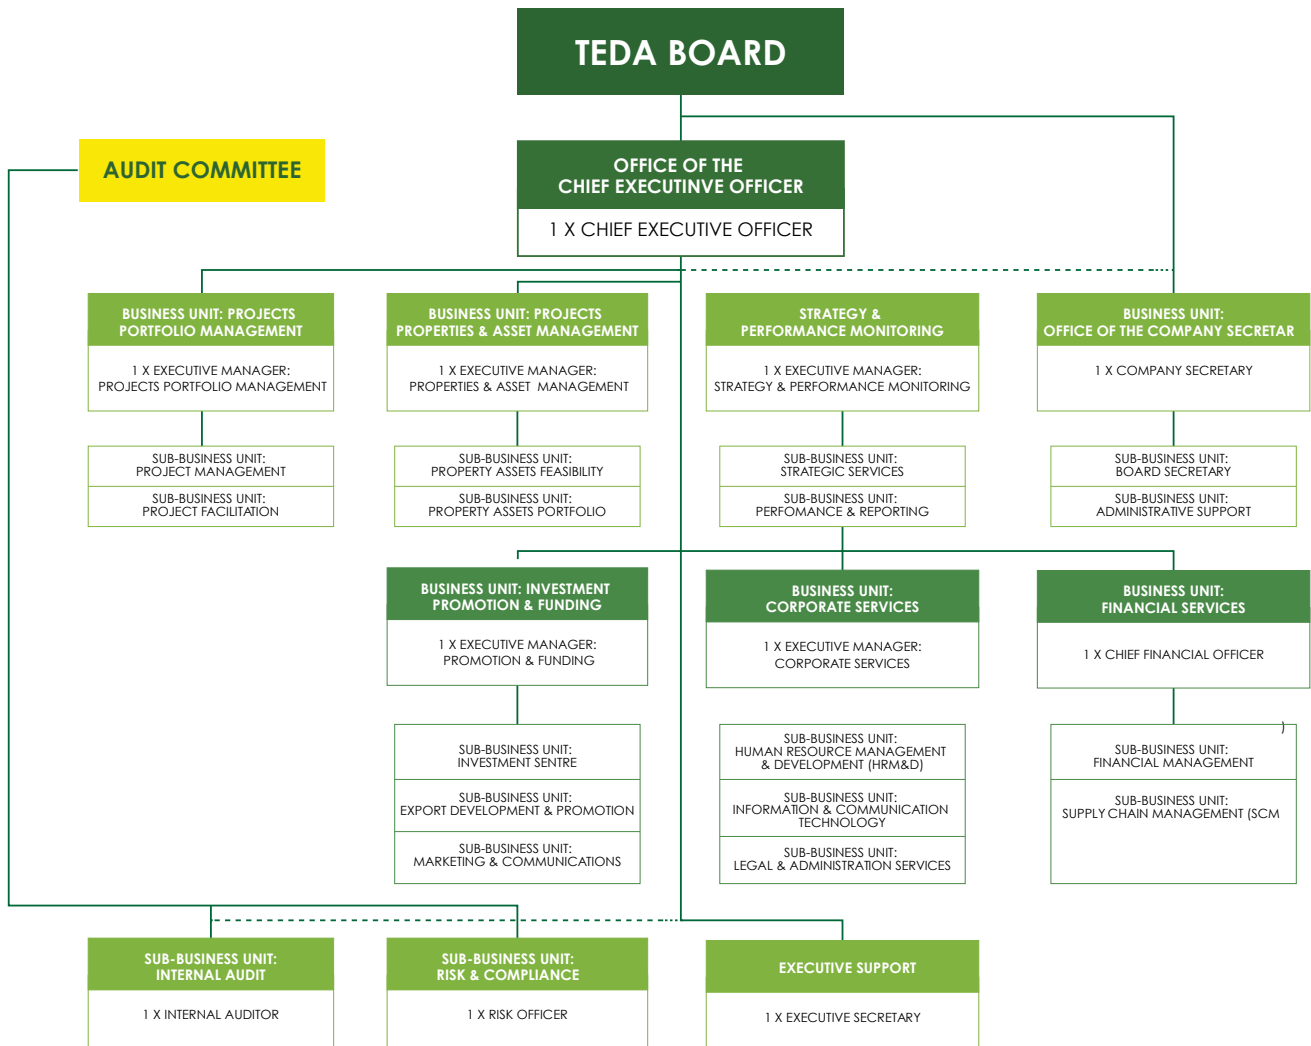 TEDA BOARD
AUDIT COMMITTEE
OFFICE OF THE
CHIEF EXECUTINVE OFFICER
1 X CHIEF EXECUTIVE OFFICER
BUSINESS UNIT: PROJECTS
PORTFOLIO MANAGEMENT
1 X EXECUTIVE MANAGER:
PROJECTS PORTFOLIO MANAGEMENT
SUB-BUSINESS UNIT:
PROJECT MANAGEMENT
SUB-BUSINESS UNIT:
PROJECT FACILITATION
BUSINESS UNIT: PROJECTS
PROPERTIES & ASSET MANAGEMENT
1 X EXECUTIVE MANAGER:
PROPERTIES & ASSET MANAGEMENT
SUB-BUSINESS UNIT:
PROPERTY ASSETS FEASIBILITY
SUB-BUSINESS UNIT:
PROPERTY ASSETS PORTFOLIO
STRATEGY &
PERFORMANCE MONITORING
1 X EXECUTIVE MANAGER:
STRATEGY & PERFORMANCE MONITORING
SUB-BUSINESS UNIT:
STRATEGIC SERVICES
SUB-BUSINESS UNIT:
PERFOMANCE & REPORTING
BUSINESS UNIT:
OFFICE OF THE COMPANY SECRETAR
1 X COMPANY SECRETARY
SUB-BUSINESS UNIT:
BOARD SECRETARY
SUB-BUSINESS UNIT:
ADMINISTRATIVE SUPPORT
BUSINESS UNIT: INVESTMENT
PROMOTION & FUNDING
1 X EXECUTIVE MANAGER:
PROMOTION & FUNDING
SUB-BUSINESS UNIT:
INVESTMENT SENTRE
SUB-BUSINESS UNIT:
EXPORT DEVELOPMENT & PROMOTION
SUB-BUSINESS UNIT:
MARKETING & COMMUNICATIONS
BUSINESS UNIT:
CORPORATE SERVICES
1 X EXECUTIVE MANAGER:
CORPORATE SERVICES
SUB-BUSINESS UNIT:
HUMAN RESOURCE MANAGEMENT
& DEVELOPMENT (HRM&D)
SUB-BUSINESS UNIT:
INFORMATION & COMMUNICATION
TECHNOLOGY
SUB-BUSINESS UNIT:
LEGAL & ADMINISTRATION SERVICES
BUSINESS UNIT:
FINANCIAL SERVICES
1 X CHIEF FINANCIAL OFFICER
)
SUB-BUSINESS UNIT:
FINANCIAL MANAGEMENT
SUB-BUSINESS UNIT:
SUPPLY CHAIN MANAGEMENT (SCM
SUB-BUSINESS UNIT:
INTERNAL AUDIT
1 X INTERNAL AUDITOR
SUB-BUSINESS UNIT:
RISK & COMPLIANCE
1 X RISK OFFICER
EXECUTIVE SUPPORT
1 X EXECUTIVE SECRETARY